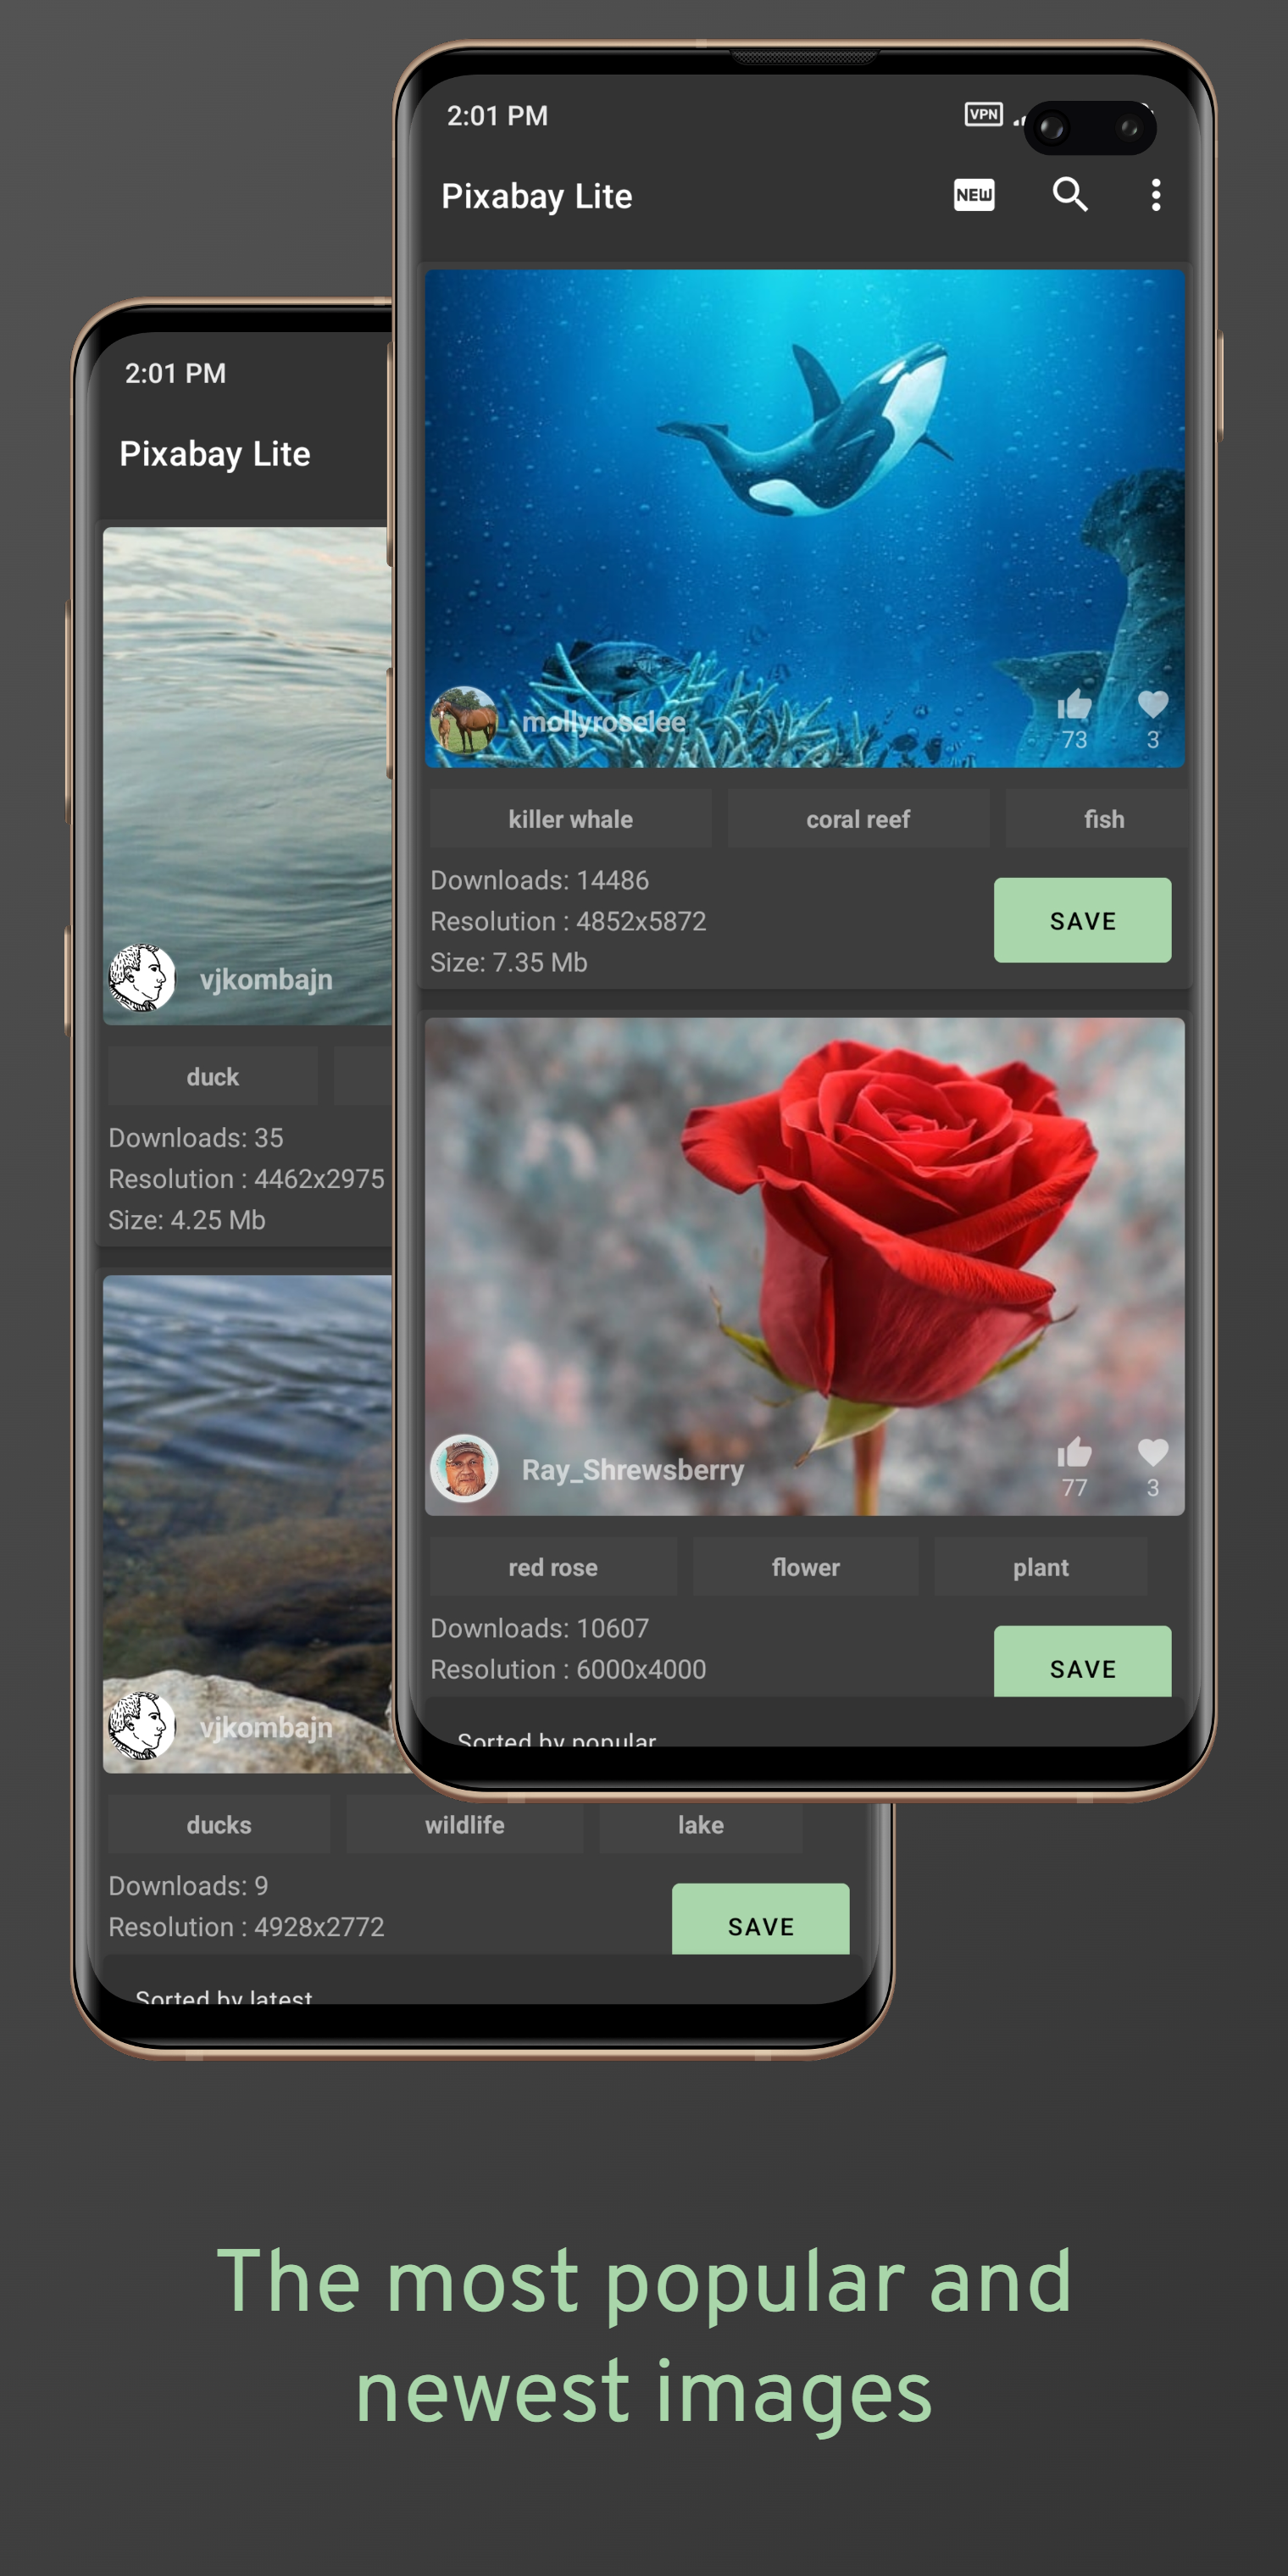 2:01 PM
VPN
Pixabay Lite
NEW
mollyroselee
73
3
killer whale
coral reef
fish
Downloads: 14486
Resolution : 4852x5872
Size: 7.35 Mb
SAVE
Ray_Shrewsberry
77
3
red rose
flower
plant
Downloads: 10607
Resolution : 6000x4000
SAVE
Sorted by popular
2:01 PM
Pixabay Lite
vjkombajn
duck
Downloads: 35
Resolution : 4462x2975
Size: 4.25 Mb
vjkombajn
ducks
wildlife
lake
Downloads: 9
Resolution : 4928x2772
SAVE
Sorted by latest
The most popular and
newest images